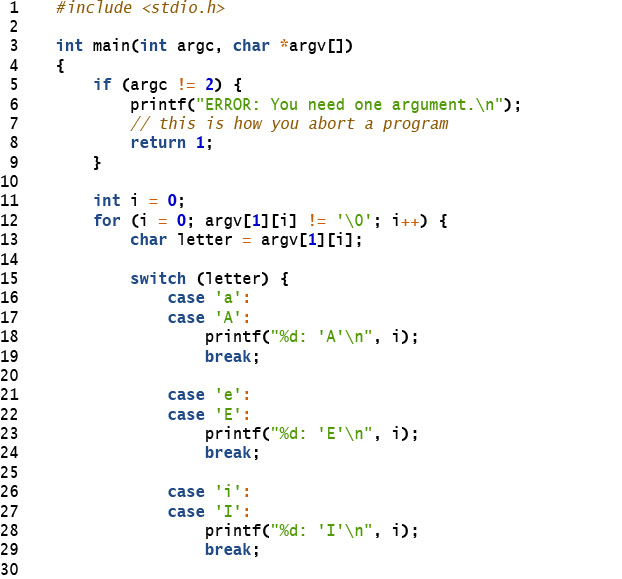 1 #include <stdio.h>
2
3 int main(int argc, char *argv[])
4 {
5     if (argc != 2) {
6         printf("ERROR: You need one argument.\n");
7         // this is how you abort a program
8         return 1;
9     }
10
11     int i = 0;
12     for (i = 0; argv[1][i] != '\0'; i++) {
13         char letter = argv[1][i];
14
15         switch (letter) {
16             case 'a':
17             case 'A':
18                 printf("%d: 'A'\n", i);
19                 break;
20
21             case 'e':
22             case 'E':
23                 printf("%d: 'E'\n", i);
24                 break;
25
26             case 'i':
27             case 'I':
28                 printf("%d: 'I'\n", i);
29                 break;
30